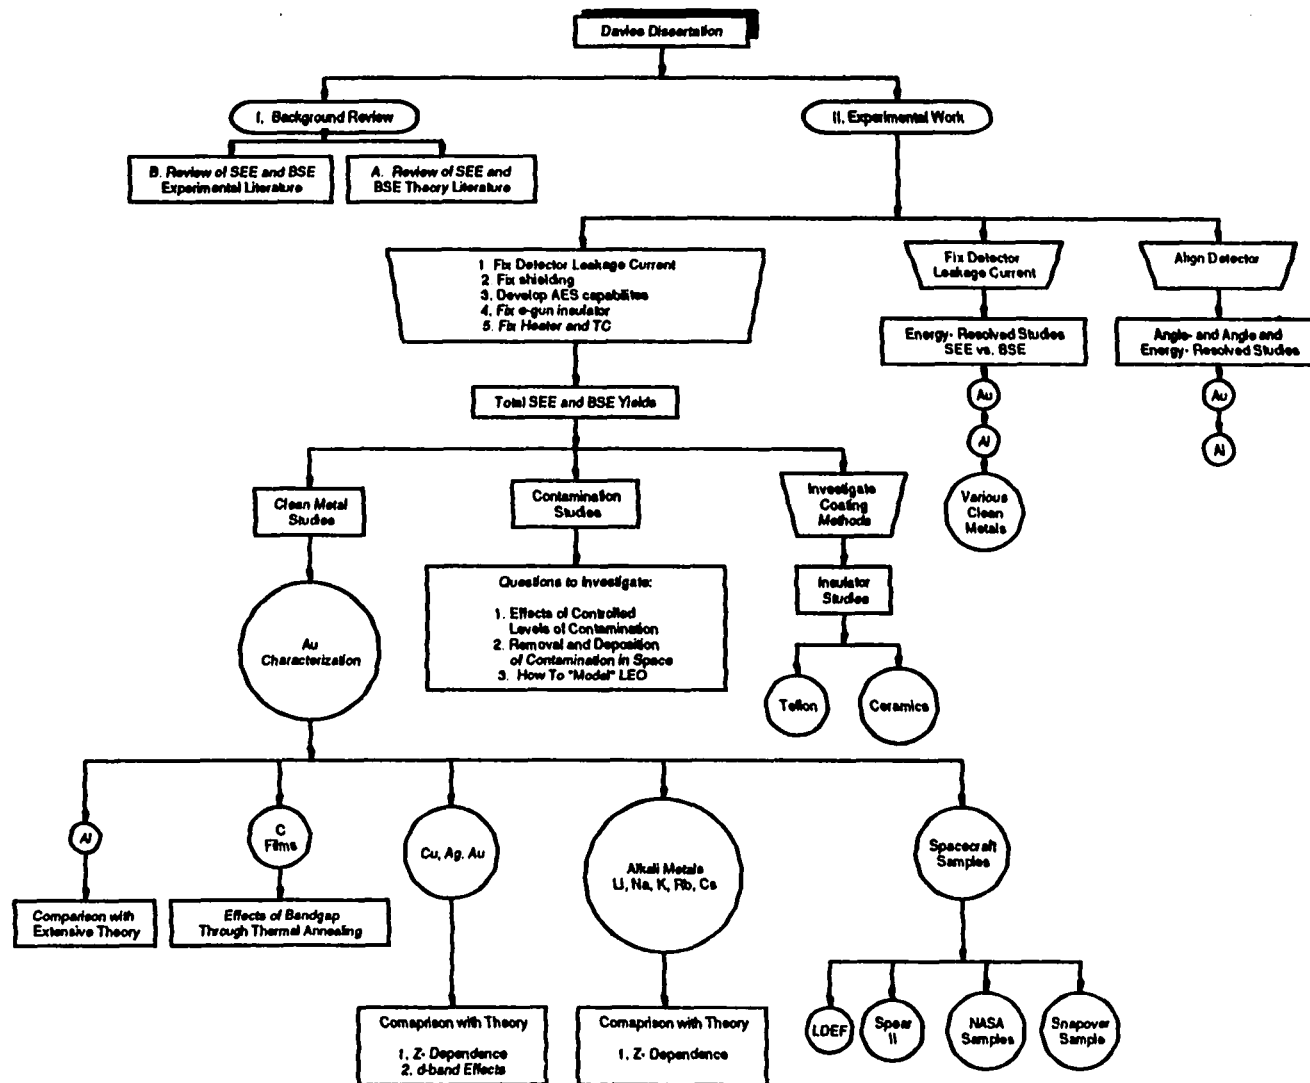 Davies Dissertation
I. Background Review
II. Experimental Work
B. Review of SEE and BSE
Experimental Literature
A. Review of SEE and
BSE Theory Literature
1 Fix Detector Leakage Current
2. Fix shielding
3. Develop AES capabilites
4. Fix e-gun insulator
5. Fix Heater and TC
Fix Detector
Leakage Current
Align Detector
Energy- Resolved Studies
SEE vs. BSE
Angle- and Angle and
Energy- Resolved Studies
Au
Al
Various
Clean
Metals
Au
Al
Total SEE and BSE Yields
Clean Metal
Studies
Contamination
Studies
Investigate
Coating
Methods
Au
Characterization
Questions to Investigate:
1. Effects of Controlled
Levels of Contamination
2. Removal and Deposition
of Contamination in Space
3. How To "Model" LEO
Insulator
Studies
Teflon
Ceramics
Al
C
Films
Cu, Ag, Au
Alkali Metals
Li, Na, K, Rb, Cs
Spacecraft
Samples
Comparison with
Extensive Theory
Effects of Bandgap
Through Thermal Annealing
Comaprison with Theory
1, Z- Dependence
2. d-band Effects
Comaprison with Theory
1, Z- Dependence
LDEF
Spear
II
NASA
Samples
Snapover
Sample